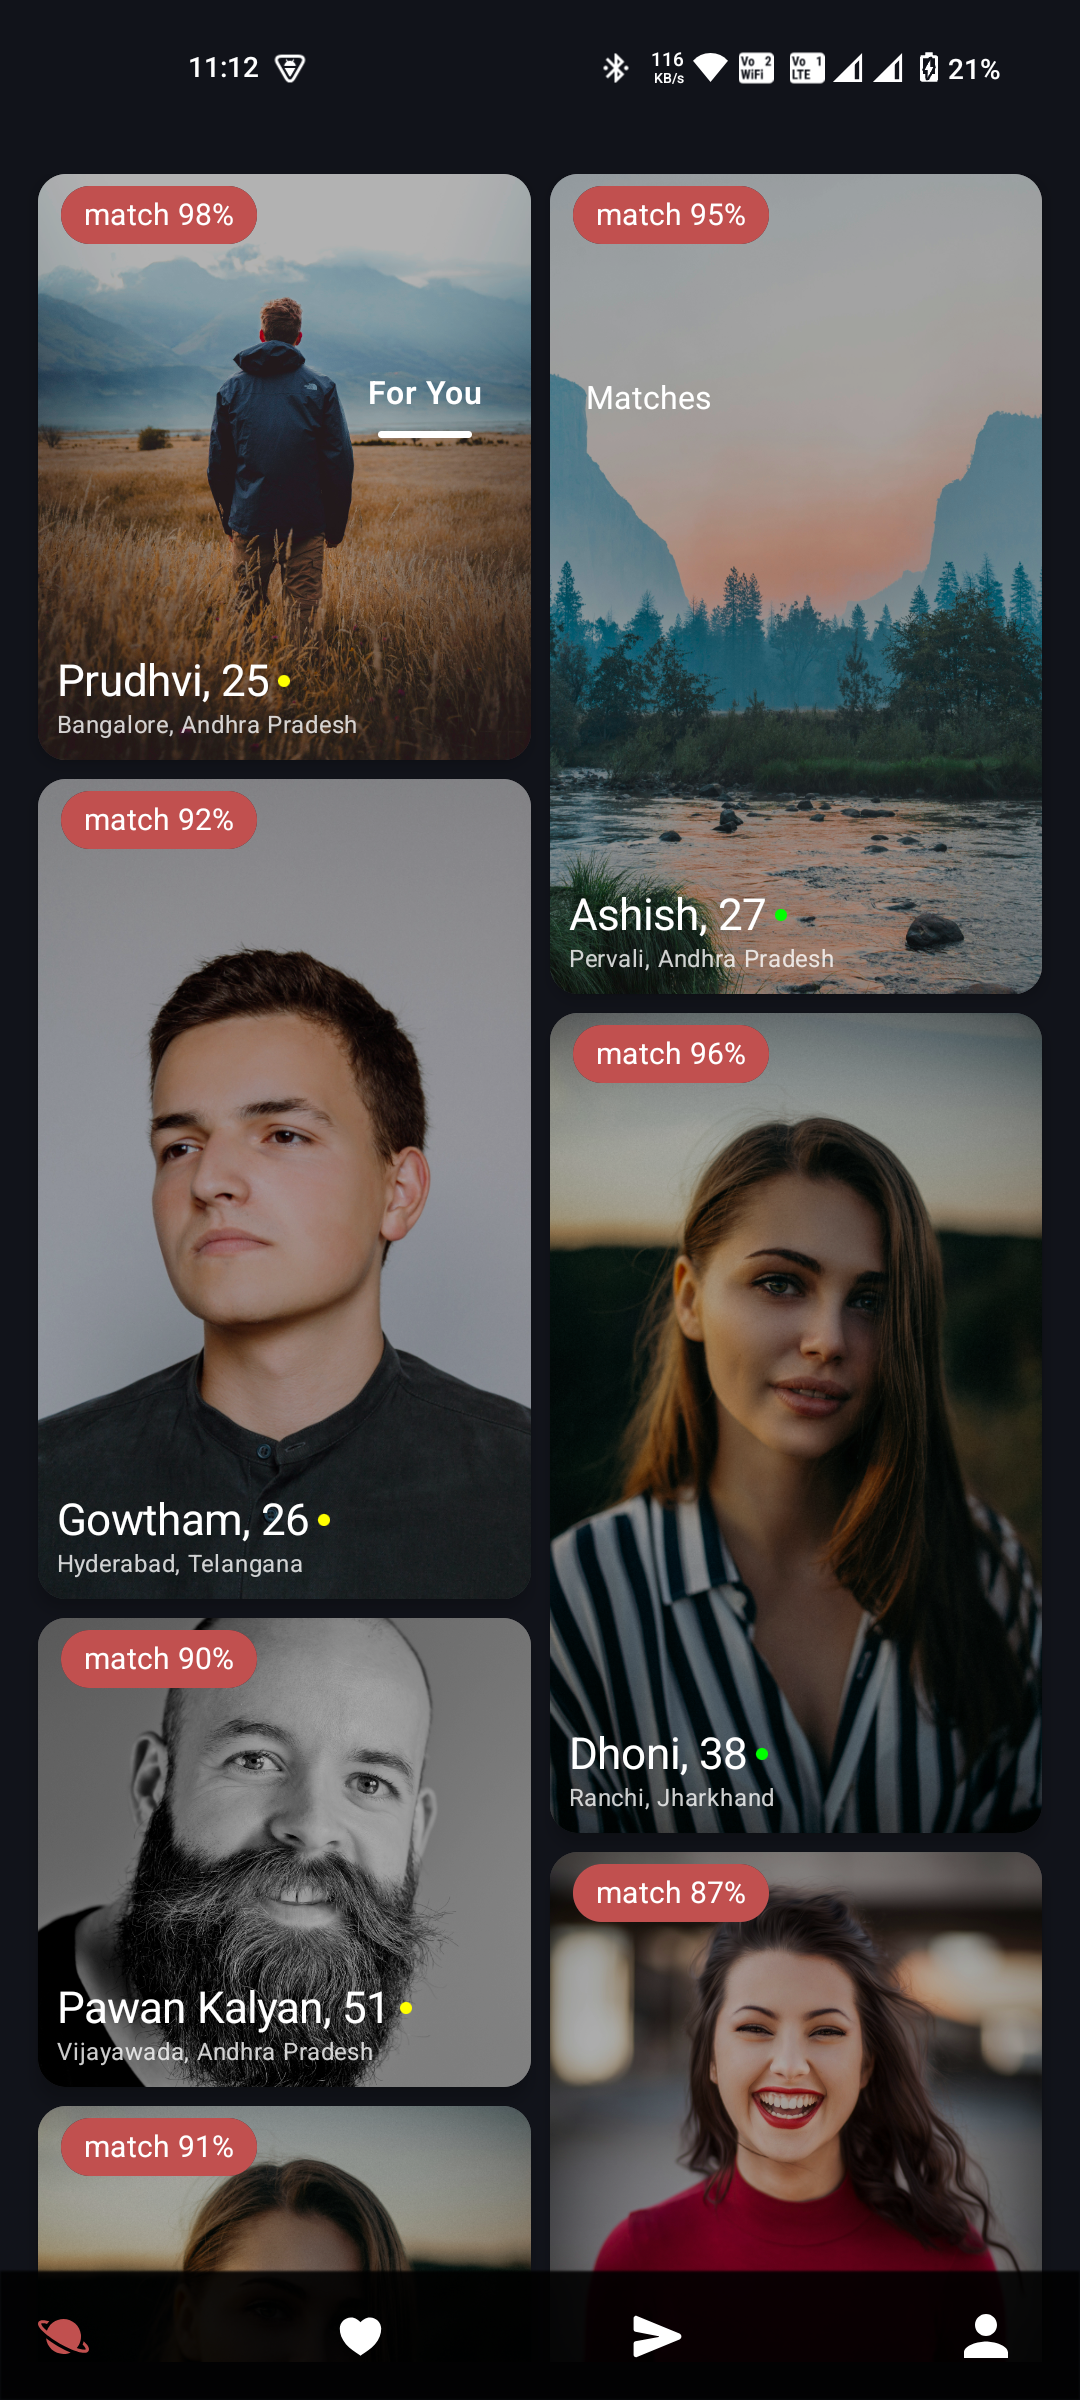 11:12
116
KB/s
Vo 2
WiFi
Vo 1
LTE
21%
match 98%
match 95%
For You
Matches
Prudhvi, 25
Bangalore, Andhra Pradesh
match 92%
Ashish, 27
Pervali, Andhra Pradesh
match 96%
Gowtham, 26
Hyderabad, Telangana
match 90%
Dhoni, 38
Ranchi, Jharkhand
match 87%
Pawan Kalyan, 51
Vijayawada, Andhra Pradesh
match 91%